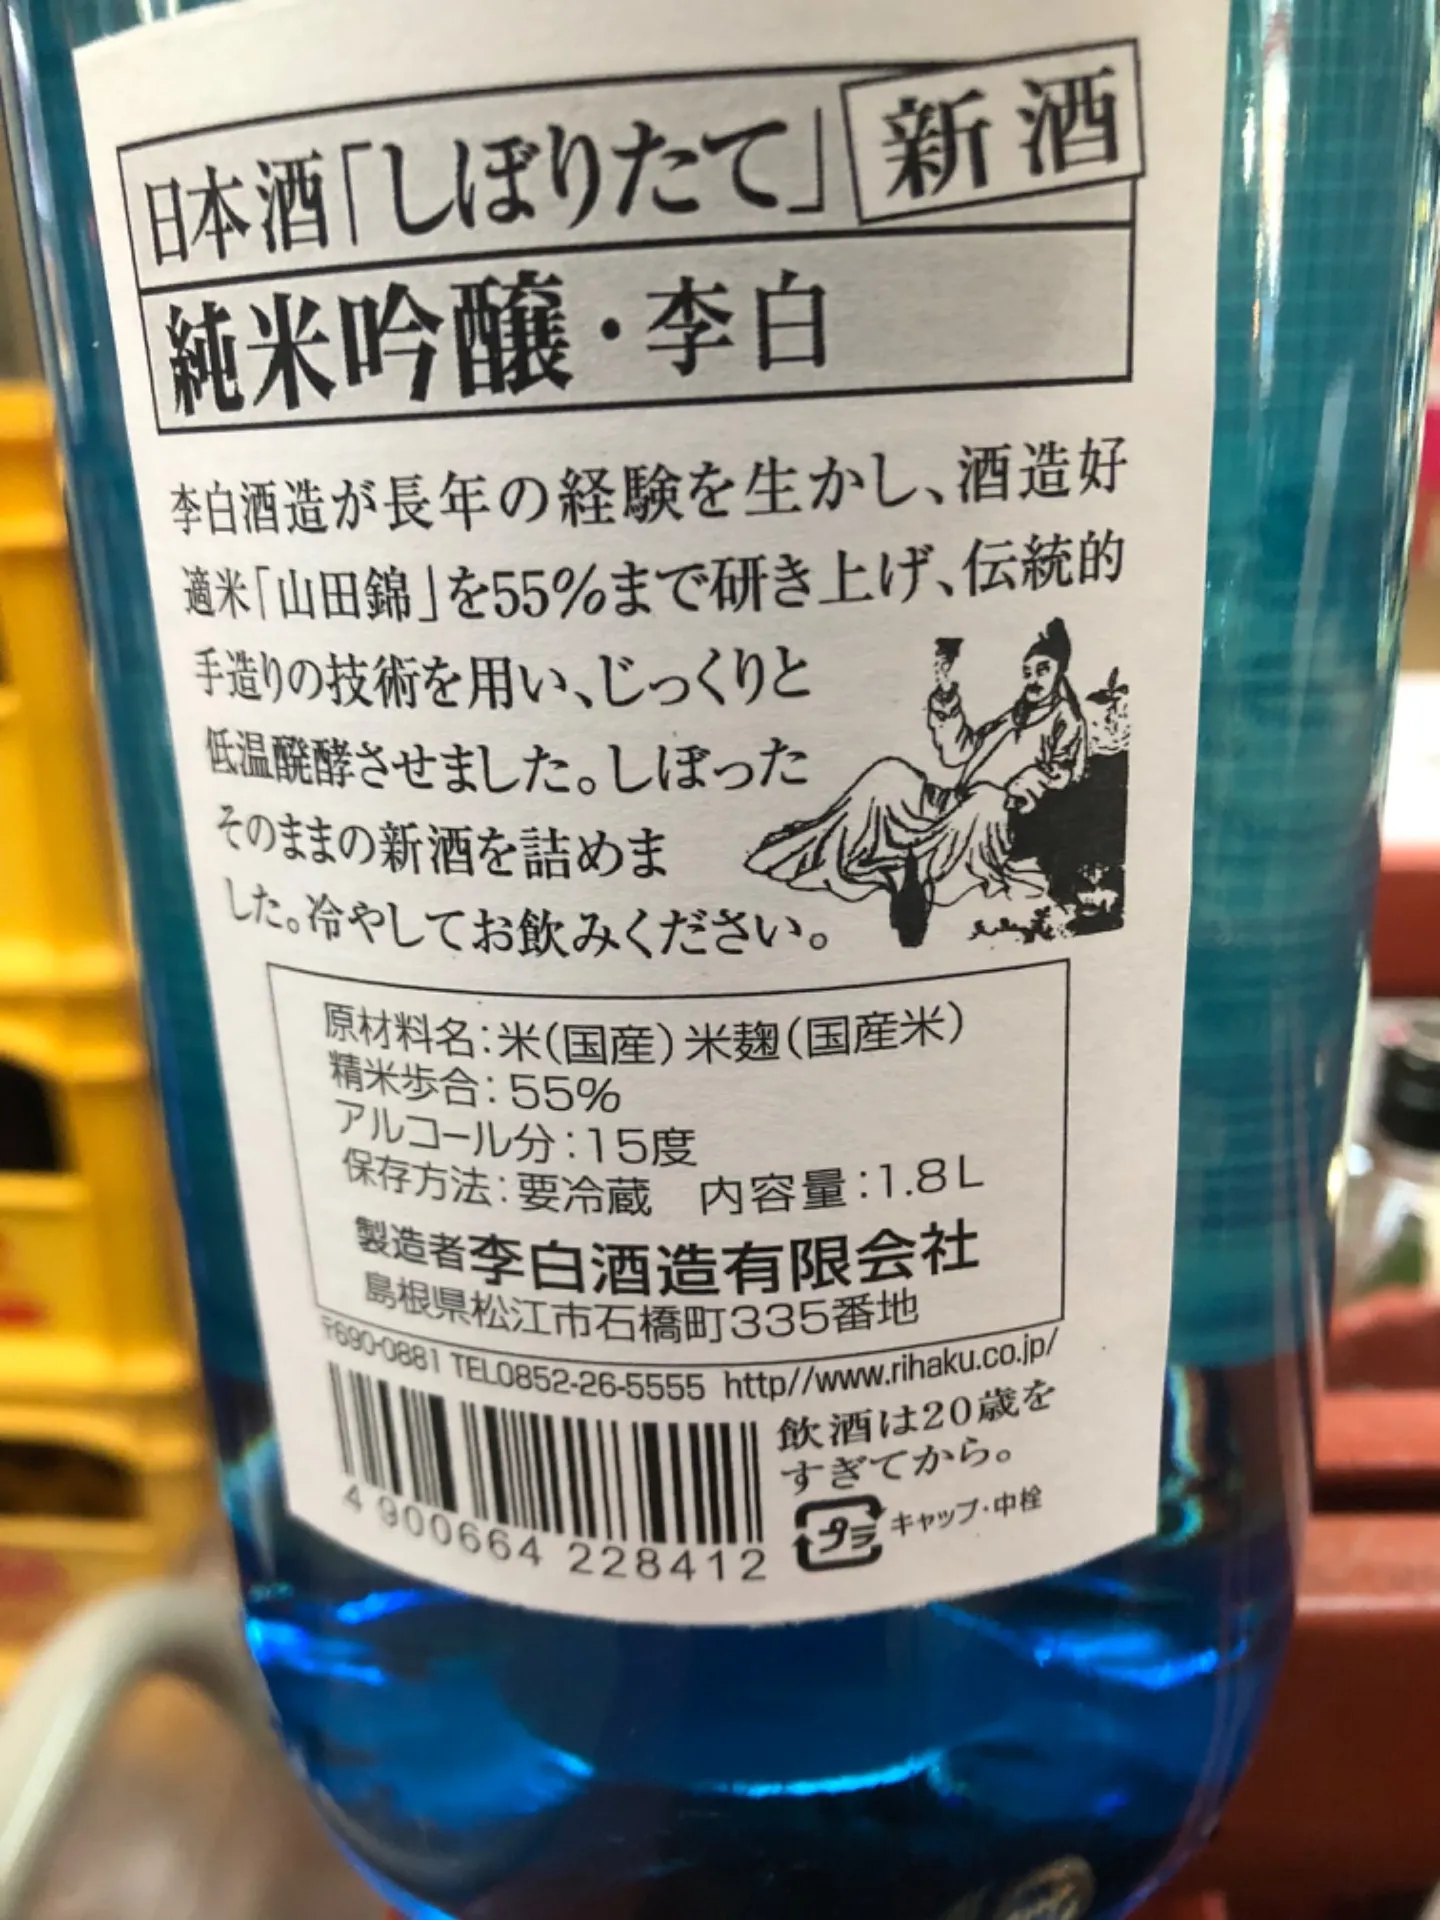 日本酒「しぼりたて」 新酒
純米吟醸・李白
李白酒造が長年の経験を生かし、酒造好
適米「山田錦」を55%まで研き上げ、伝統的
手造りの技術を用い、じっくりと
低温醗酵させました。しぼった
そのままの新酒を詰めま
した。冷やしてお飲みください。
原材料名:米(国産)米麹(国産米)
精米歩合:55%
アルコール分:15度
保存方法:要冷蔵 内容量:1.8L
製造者李白酒造有限会社
島根県松江市石橋町335番地
〒690-0881 TEL0852-26-5555 http//www.rihaku.co.jp/
飲酒は20歳を
すぎてから。
プラ キャップ・中栓
4 900664 228412